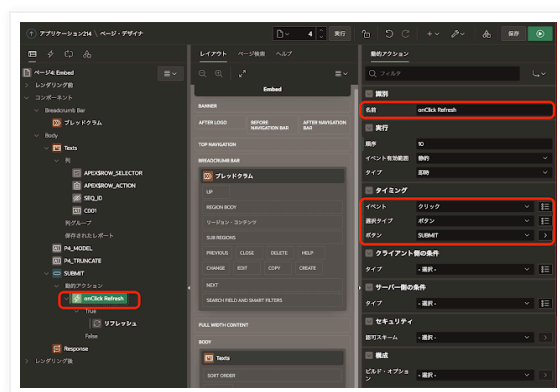 アプリケーション214 \ ページ・デザイナ
4
実行
保存
ページ4: Embed
レンダリング前
コンポーネント
Breadcrumb Bar
ブレッドクラム
Body
Texts
列
APEX$ROW_SELECTOR
APEX$ROW_ACTION
SEQ_ID
C001
列グループ
保存されたレポート
P4_MODEL
P4_TRUNCATE
SUBMIT
動的アクション
onClick Refresh
True
リフレッシュ
False
Response
レンダリング後
レイアウト ページ検索 ヘルプ
Embed
BANNER
AFTER LOGO
BEFORE NAVIGATION BAR
AFTER NAVIGATION BAR
TOP NAVIGATION
BREADCRUMB BAR
ブレッドクラム
UP
REGION BODY
リージョン・コンテンツ
SUB REGIONS
PREVIOUS CLOSE DELETE HELP
CHANGE EDIT COPY CREATE
NEXT
SEARCH FIELD AND SMART FILTERS
FULL WIDTH CONTENT
BODY
Texts
SORT ORDER
動的アクション
フィルタ
識別
名前 onClick Refresh
実行
順序 10
イベント有効範囲 静的
タイプ 即時
タイミング
イベント クリック
選択タイプ ボタン
ボタン SUBMIT
クライアント側の条件
タイプ - 選択 -
サーバー側の条件
タイプ - 選択 -
セキュリティ
認可スキーム - 選択 -
構成
ビルド・オプション - 選択 -